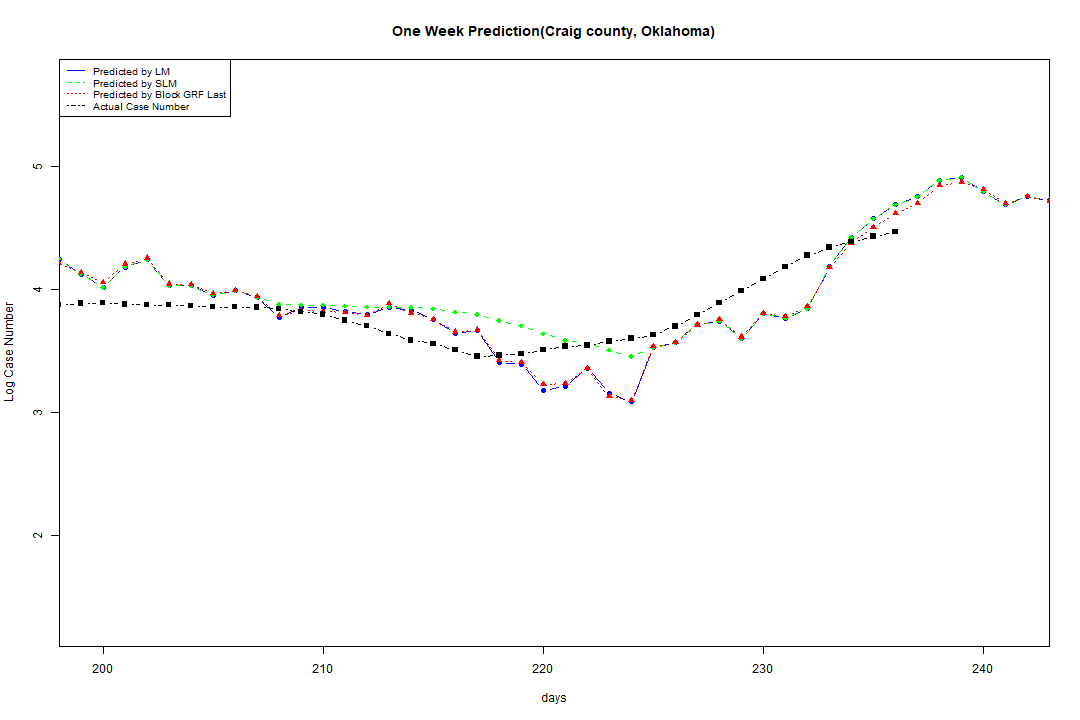 One Week Prediction(Craig county, Oklahoma)
Predicted by LM
Predicted by SLM
Predicted by Block GRF Last
Actual Case Number
5
4
3
2
Log Case Number
200 210 220 230 240
days